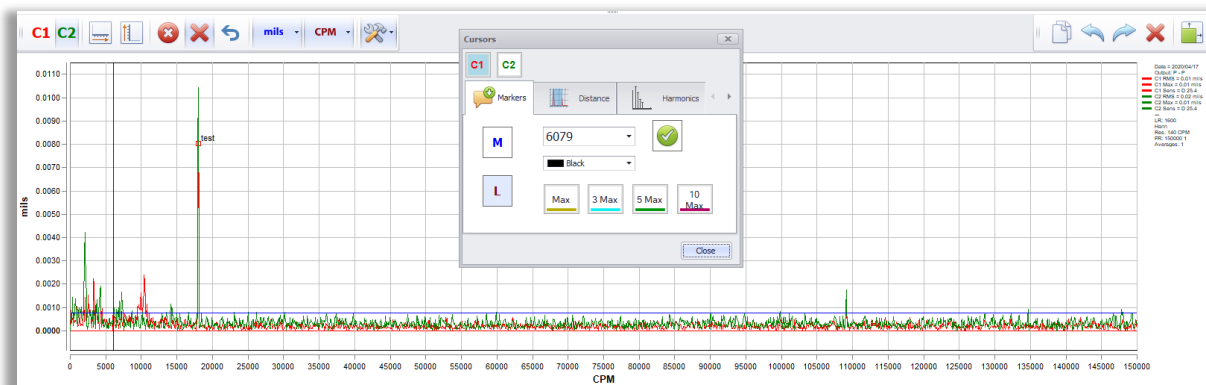 C1 C2 mils CPM
Cursors
C1 C2
Markers Distance Harmonics
M 6079
Black
L Max 3 Max 5 Max 10 Max
Close
Date = 2020/04/17
Output: P - P
C1 RMS = 0.01 mils
C1 Max = 0.01 mils
C1 Sens = D 25.4
C2 RMS = 0.02 mils
C2 Max = 0.01 mils
C2 Sens = D 25.4
LR: 1600
Hann
Res: 140 CPM
FR: 150000 1
Averages: 1
0.0110
0.0100
0.0090
0.0080
0.0070
0.0060
0.0050
0.0040
0.0030
0.0020
0.0010
0.0000
mils
test
0 5000 10000 15000 20000 25000 30000 35000 40000 45000 50000 55000 60000 65000 70000 75000 80000 85000 90000 95000 100000 105000 110000 115000 120000 125000 130000 135000 140000 145000 150000
CPM